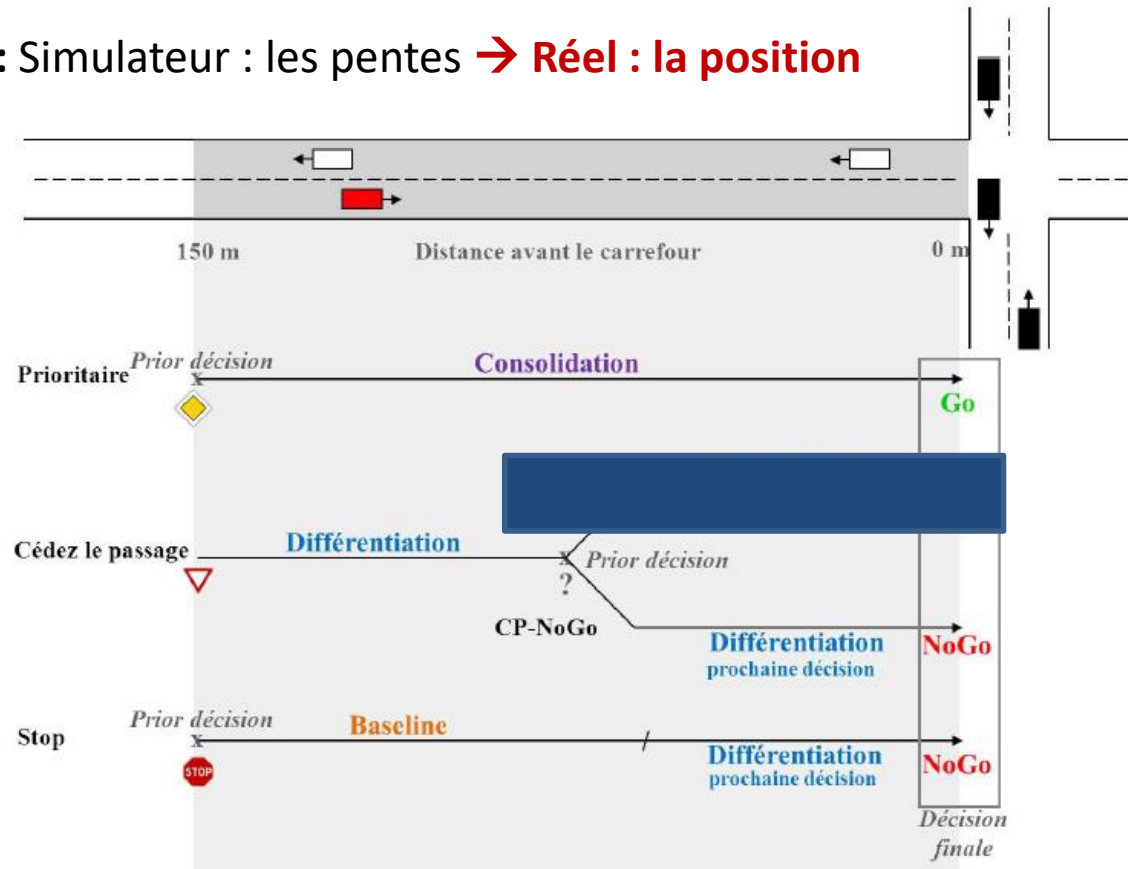 : Simulateur : les pentes → Réel : la position
150 m
Distance avant le carrefour
0 m
Prioritaire
Prior décision
x
Consolidation
Go
Cédez le passage
Différentiation
x
Prior décision
?
CP-NoGo
Différentiation
prochaine décision
NoGo
Stop
Prior décision
x
Baseline
/
Différentiation
prochaine décision
NoGo
STOP
Décision
finale